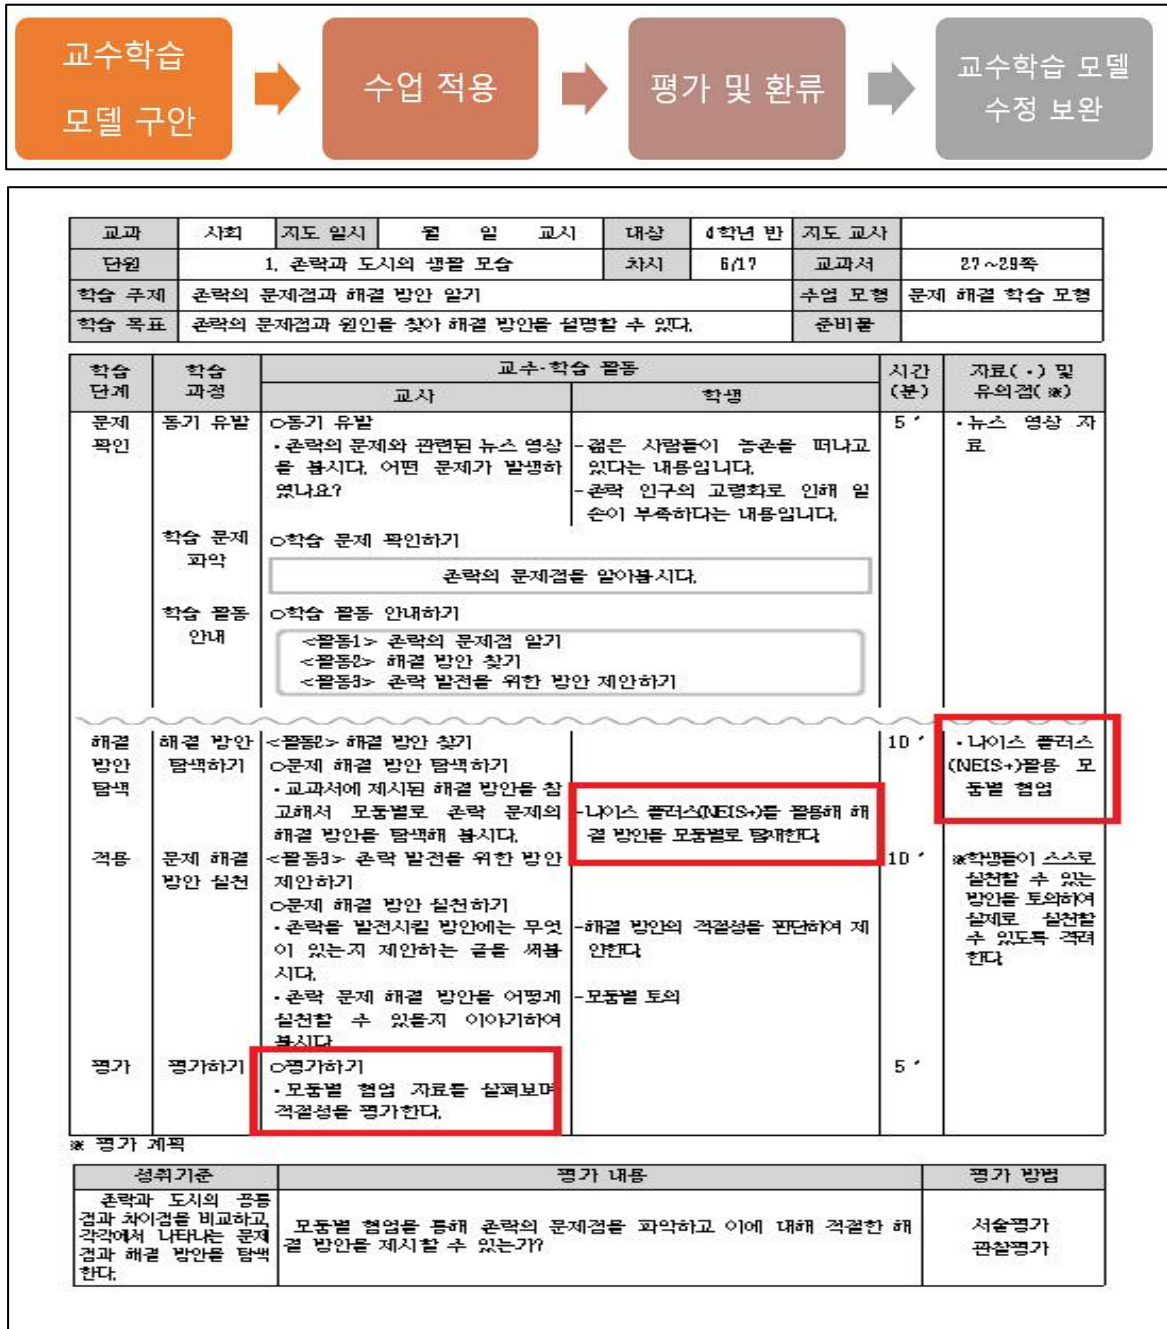 교수학습
모델 구안
수업 적용
평가 및 환류
교수학습 모델
수정 보완
교과 사회 지도 일시 월 일 교시 대상 4학년 반 지도 교사
단원 1. 촌락과 도시의 생활 모습 차시 6/17 교과서 27~29쪽
학습 주제 촌락의 문제점과 해결 방안 알기 수업 모형 문제 해결 학습 모형
학습 목표 촌락의 문제점과 원인을 찾아 해결 방안을 설명할 수 있다. 준비물
학습
단계
학습
과정
교수·학습 활동
교사
학생
시간
(분)
자료(·) 및
유의점(※)
문제
확인
동기 유발
○동기 유발
·촌락의 문제와 관련된 뉴스 영상
을 봅시다. 어떤 문제가 발생하
였나요?
-젊은 사람들이 농촌을 떠나고
있다는 내용입니다.
-촌락 인구의 고령화로 인해 일
손이 부족하다는 내용입니다.
5´
·뉴스 영상 자
료
학습 문제
파악
○학습 문제 확인하기
촌락의 문제점을 알아봅시다.
학습 활동
안내
○학습 활동 안내하기
<활동1> 촌락의 문제점 알기
<활동2> 해결 방안 찾기
<활동3> 촌락 발전을 위한 방안 제안하기
해결
방안
탐색
해결 방안
탐색하기
<활동2> 해결 방안 찾기
○문제 해결 방안 탐색하기
·교과서에 제시된 해결 방안을 참
고해서 모둠별로 촌락 문제의
해결 방안을 탐색해 봅시다.
-나이스 플러스(NEIS+)를 활용해 해
결 방안을 모둠별로 탑재한다.
10´
·나이스 플러스
(NEIS+)활용 모
둠별 협업
적용
문제 해결
방안 실천
<활동3> 촌락 발전을 위한 방안
제안하기
○문제 해결 방안 실천하기
·촌락을 발전시킬 방안에는 무엇
이 있는지 제안하는 글을 써봅
시다.
·촌락 문제 해결 방안을 어떻게
실천할 수 있을지 이야기하여
봅시다.
-해결 방안의 적절성을 판단하여 제
안한다.
-모둠별 토의
10´
※학생들이 스스로
실천할 수 있는
방안을 토의하여
실제로 실천할
수 있도록 격려
한다.
평가
평가하기
○평가하기
·모둠별 협업 자료를 살펴보며
적절성을 평가한다.
5´
※ 평가 계획
성취기준
평가 내용
평가 방법
촌락과 도시의 공통
점과 차이점을 비교하고,
각각에서 나타나는 문제
점과 해결 방안을 탐색
한다.
모둠별 협업을 통해 촌락의 문제점을 파악하고 이에 대해 적절한 해
결 방안을 제시할 수 있는가?
서술평가
관찰평가